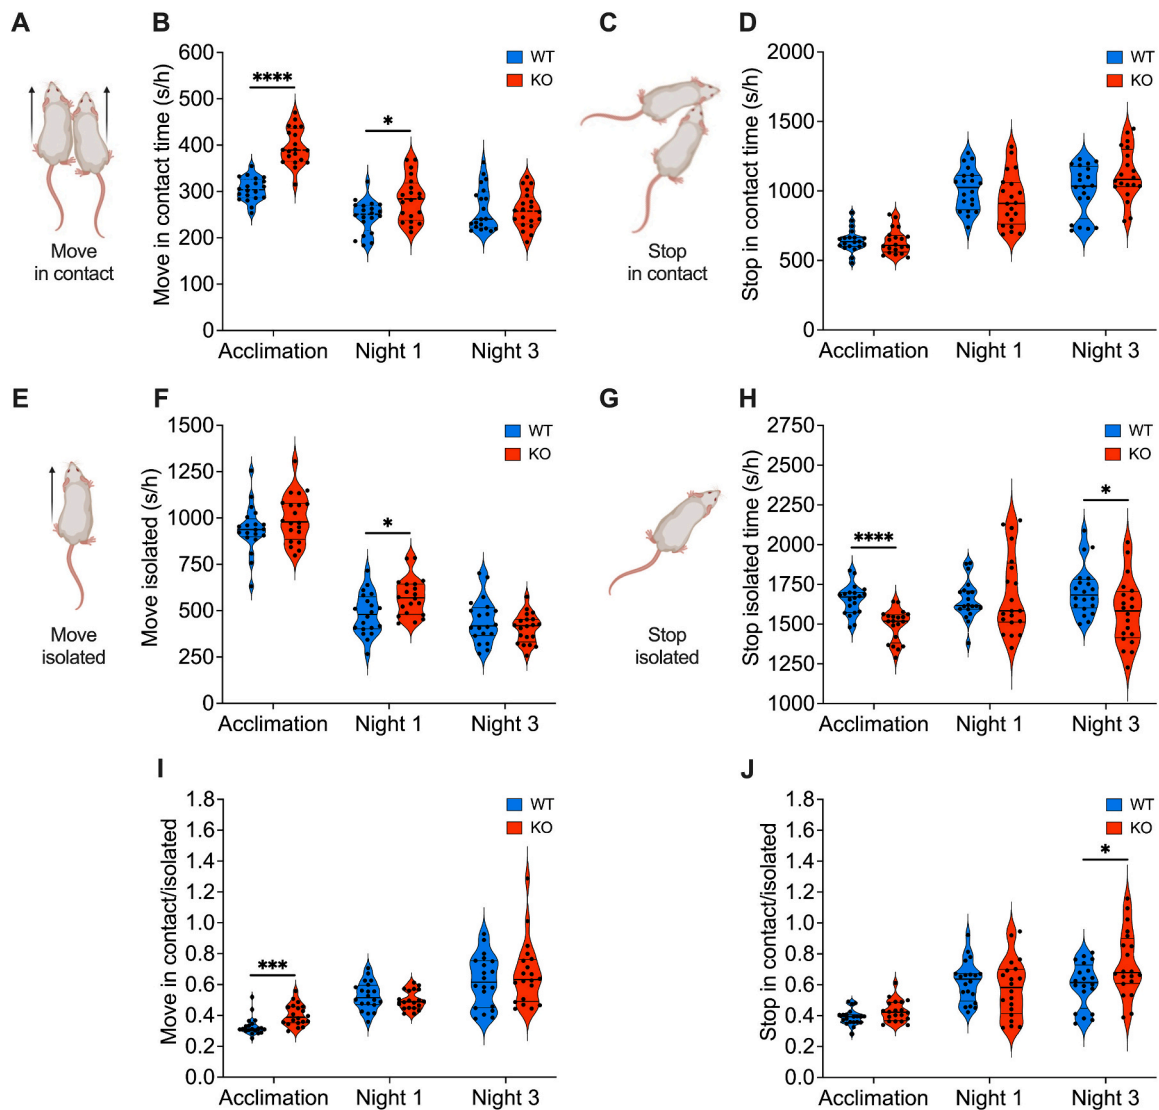 A
B
C
D
Move in contact time (s/h)
600
500
400
300
200
100
0
WT
KO
****
*
Acclimation
Night 1
Night 3
Move
in contact
Stop in contact time (s/h)
2000
1500
1000
500
0
WT
KO
Acclimation
Night 1
Night 3
Stop
in contact
E
F
G
H
Move isolated (s/h)
1500
1250
1000
750
500
250
0
WT
KO
*
Acclimation
Night 1
Night 3
Move
isolated
Stop isolated time (s/h)
2750
2500
2250
2000
1750
1500
1250
1000
WT
KO
****
*
Acclimation
Night 1
Night 3
Stop
isolated
I
J
Move in contact/isolated
1.8
1.6
1.4
1.2
1.0
0.8
0.6
0.4
0.2
0.0
WT
KO
***
Acclimation
Night 1
Night 3
Stop in contact/isolated
1.8
1.6
1.4
1.2
1.0
0.8
0.6
0.4
0.2
0.0
WT
KO
*
Acclimation
Night 1
Night 3